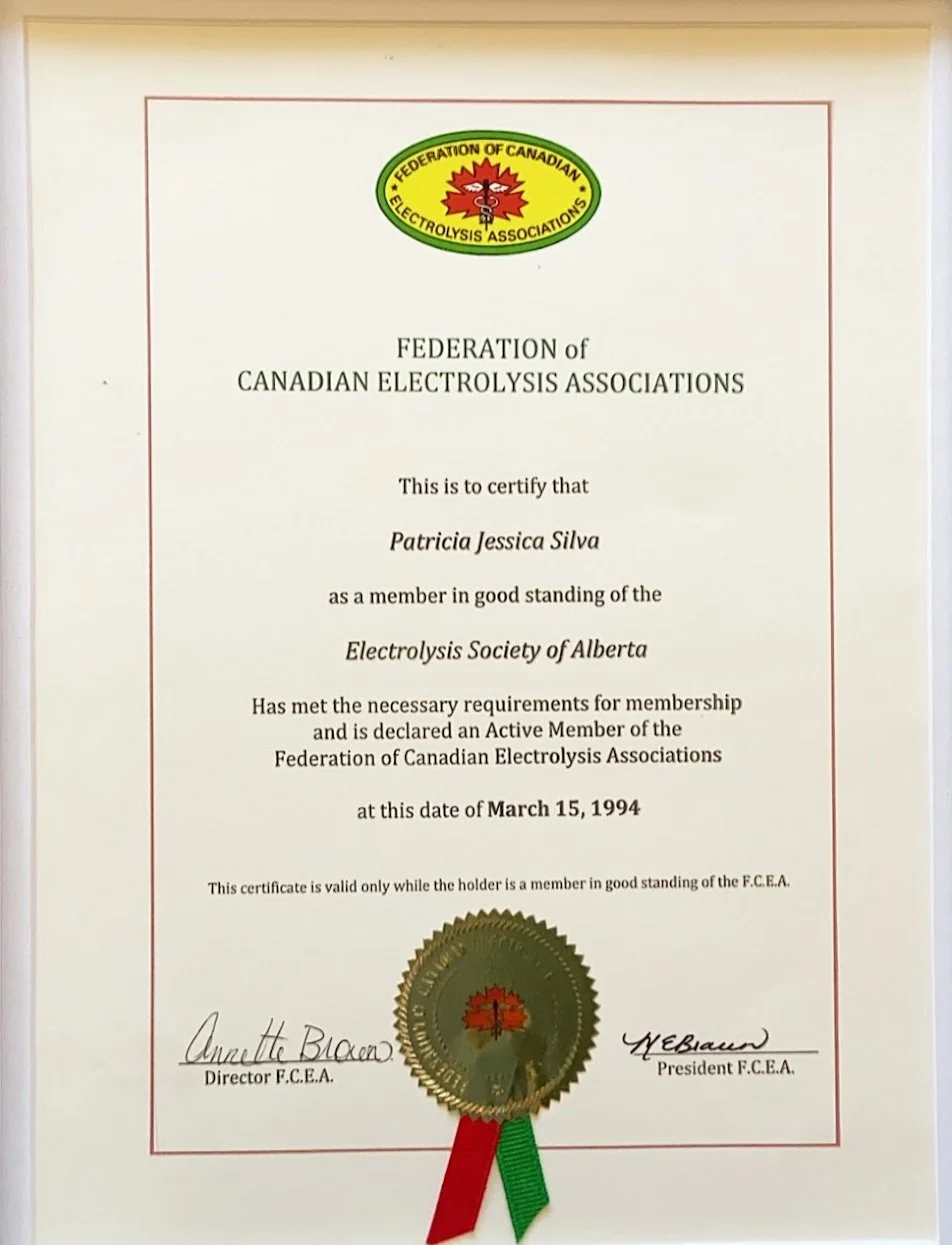 FEDERATION OF CANADIAN
ELECTROLYSIS ASSOCIATIONS
FEDERATION of
CANADIAN ELECTROLYSIS ASSOCIATIONS
This is to certify that
Patricia Jessica Silva
as a member in good standing of the
Electrolysis Society of Alberta
Has met the necessary requirements for membership
and is declared an Active Member of the
Federation of Canadian Electrolysis Associations
at this date of March 15, 1994
This certificate is valid only while the holder is a member in good standing of the F.C.E.A.
Annette
Director F.C.E.A.
President F.C.E.A.